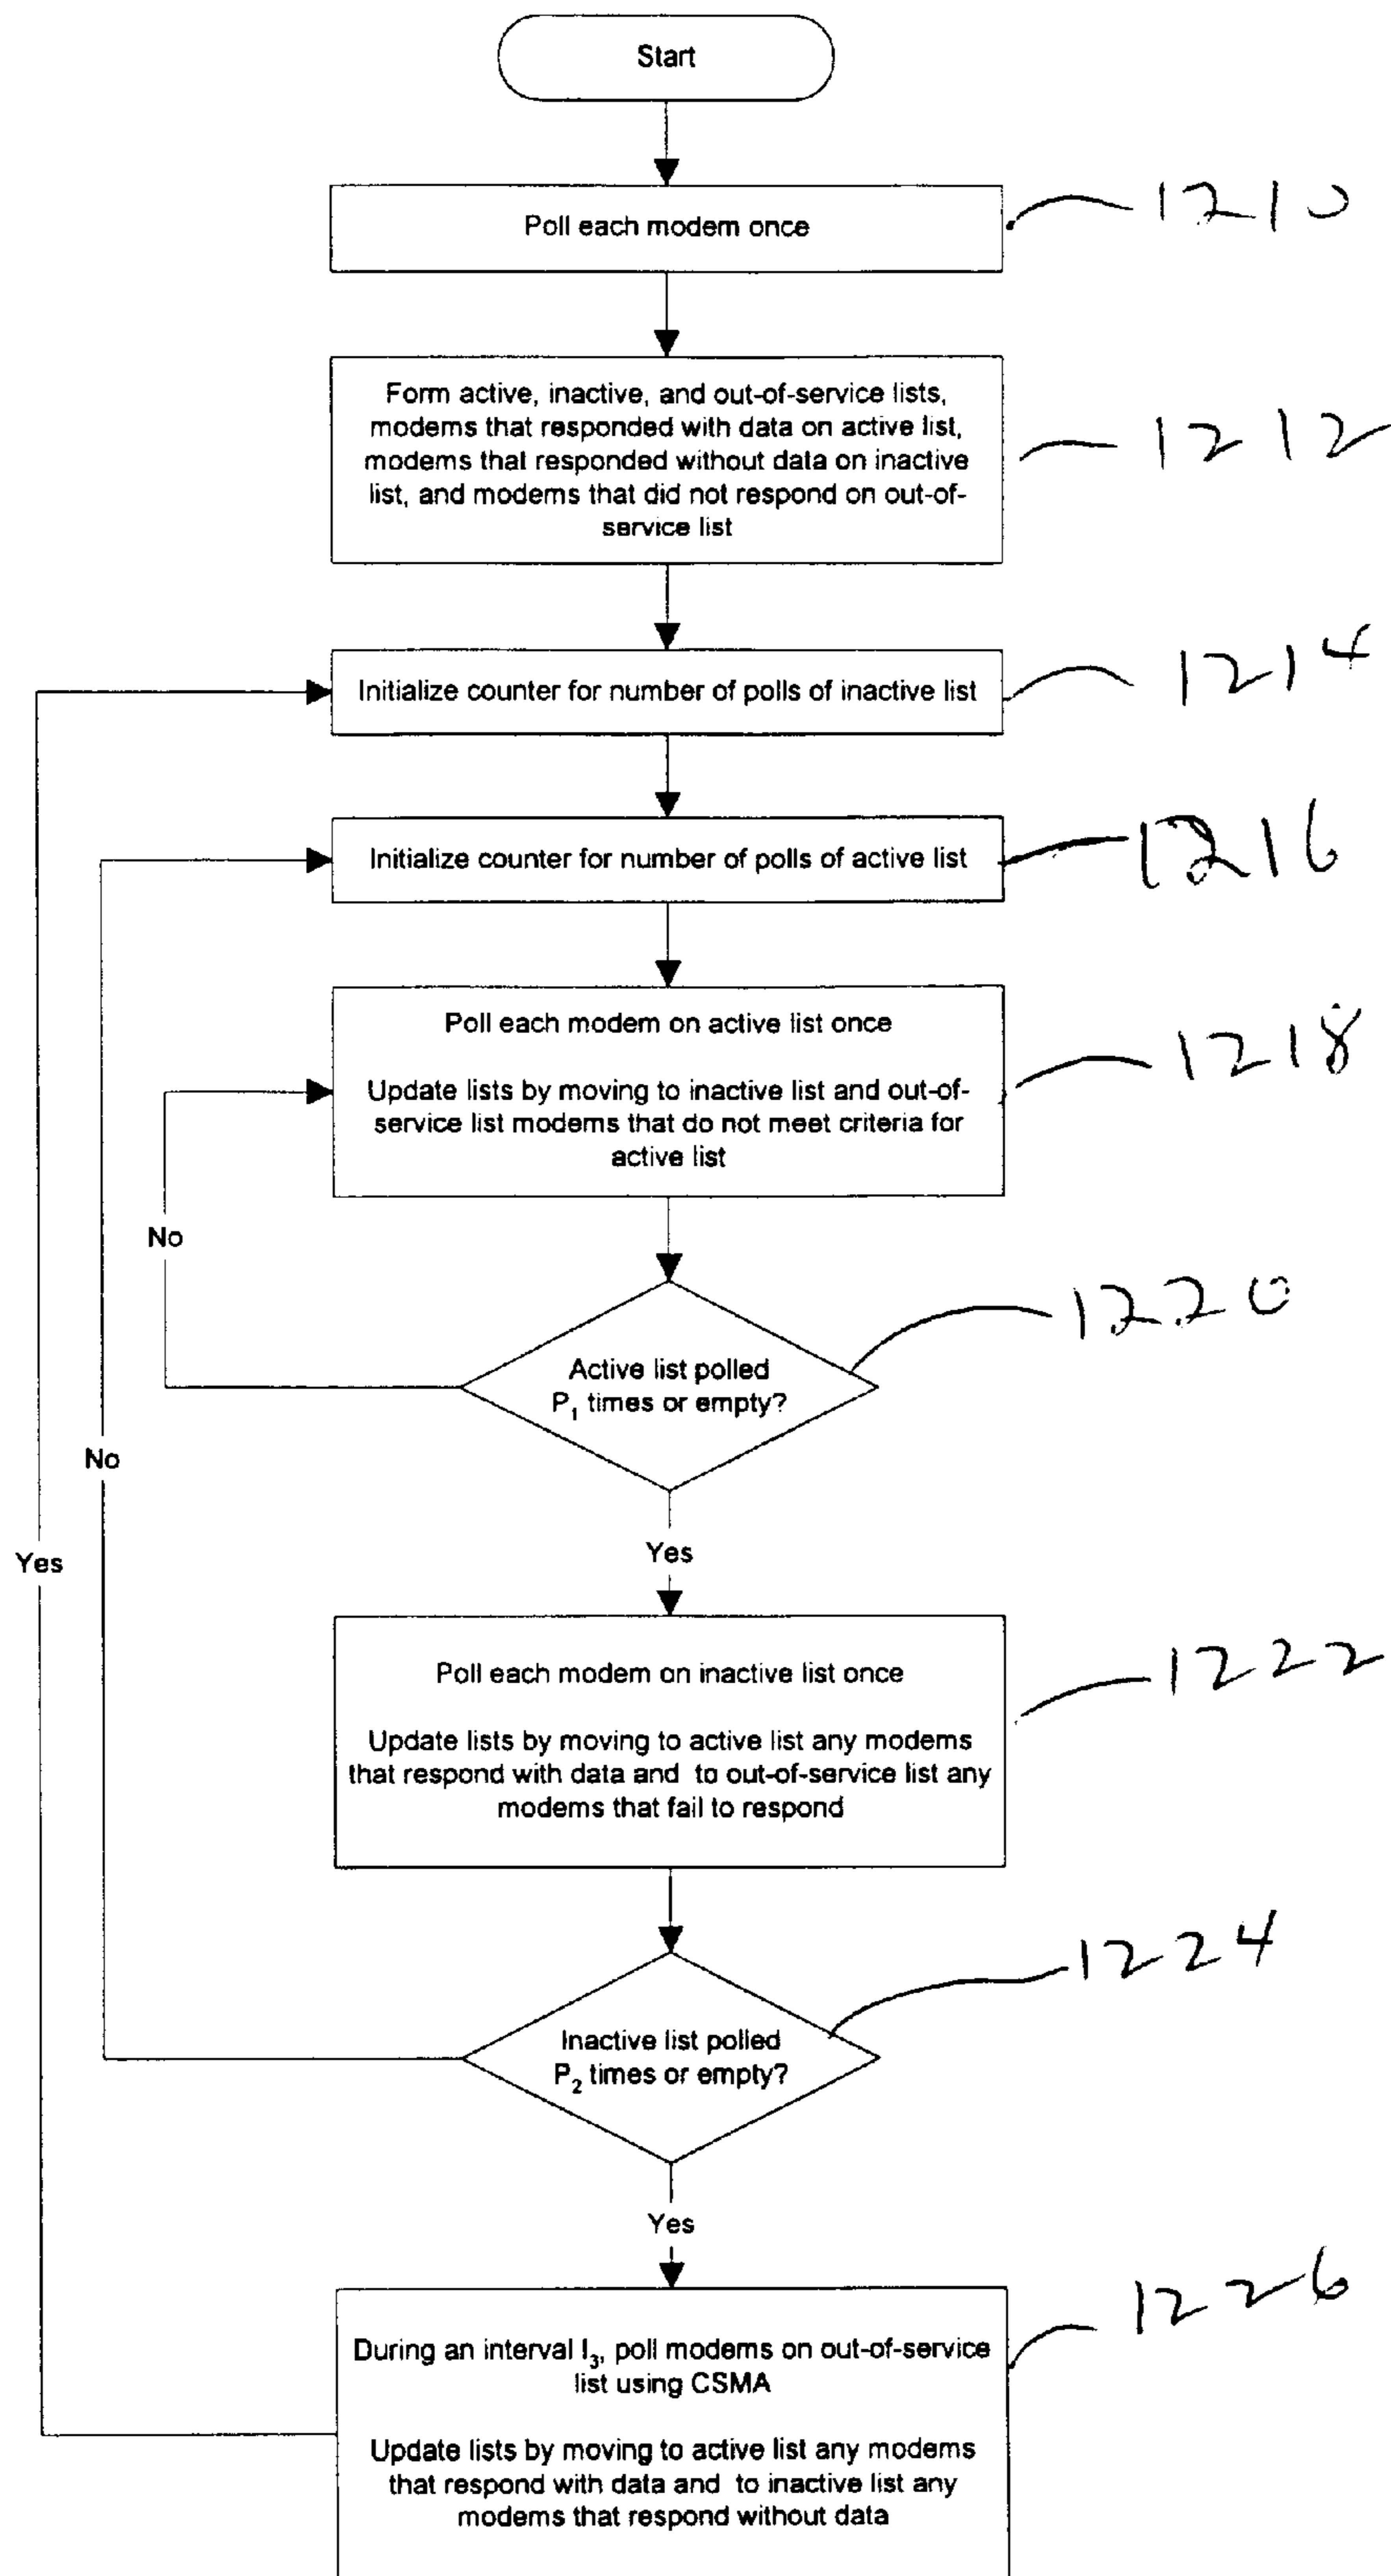 Start
Poll each modem once
1210
Form active, inactive, and out-of-service lists,
modems that responded with data on active list,
modems that responded without data on inactive
list, and modems that did not respond on out-of-
service list
1212
Initialize counter for number of polls of inactive list
1214
Initialize counter for number of polls of active list
1216
Poll each modem on active list once
Update lists by moving to inactive list and out-of-
service list modems that do not meet criteria for
active list
1218
No
Active list polled
P₁ times or empty?
1220
No
Yes
Yes
Poll each modem on inactive list once
Update lists by moving to active list any modems
that respond with data and to out-of-service list any
modems that fail to respond
1222
Inactive list polled
P₂ times or empty?
1224
Yes
During an interval I₃, poll modems on out-of-service
list using CSMA
Update lists by moving to active list any modems
that respond with data and to inactive list any
modems that respond without data
1226